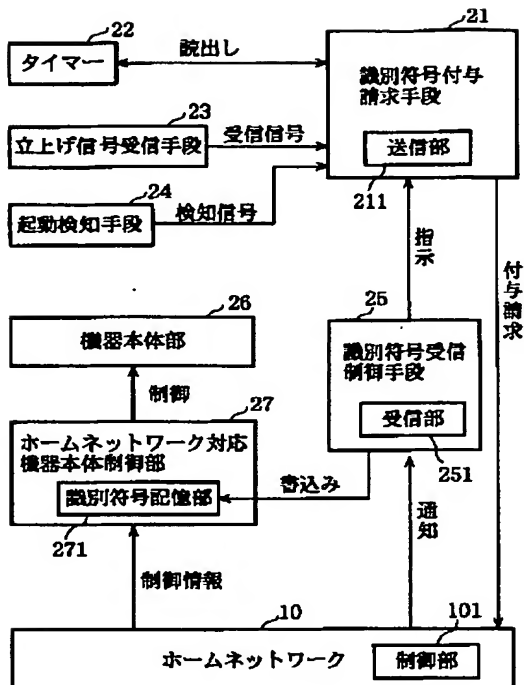 21
22
タイマー
読出し
識別符号付与
請求手段
送信部
211
23
立上げ信号受信手段
受信信号
24
起動検知手段
検知信号
指示
付与請求
25
26
機器本体部
識別符号受信
制御手段
受信部
251
制御
27
ホームネットワーク対応
機器本体制御部
識別符号記憶部
271
書込み
通知
制御情報
10
101
ホームネットワーク
制御部